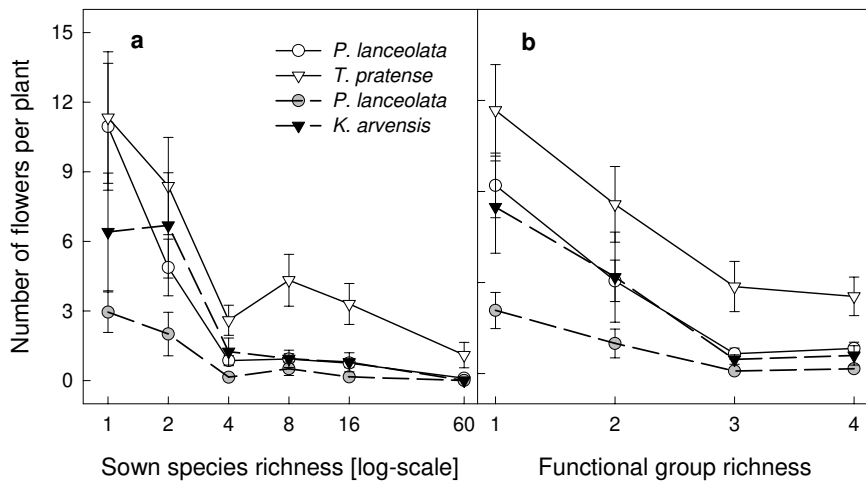 15
12
9
6
3
0
Number of flowers per plant
a
P. lanceolata
T. pratense
P. lanceolata
K. arvensis
1 2 4 8 16 60
Sown species richness [log-scale]
b
1 2 3 4
Functional group richness